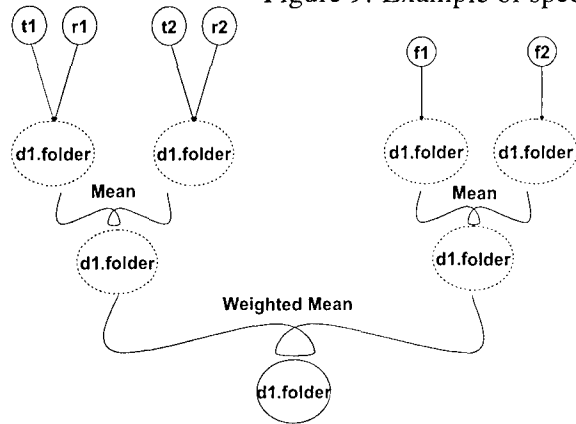 Figure 9: Example of spec
t1 r1 t2 r2 f1 f2
d1.folder d1.folder d1.folder d1.folder
Mean Mean
d1.folder d1.folder
Weighted Mean
d1.folder